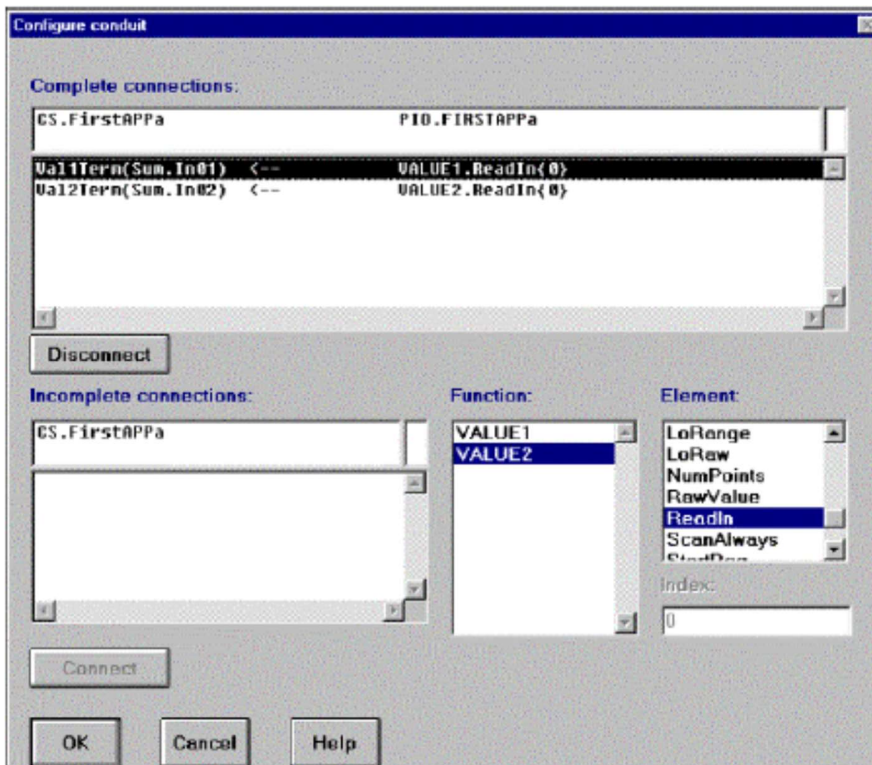 Configure conduit
Complete connections:
CS.FirstAPPa PIO.FIRSTAPPa
Val1Term(Sum.In01) <-- VALUE1.ReadIn{0}
Val2Term(Sum.In02) <-- VALUE2.ReadIn{0}
Disconnect
Incomplete connections: Function: Element:
CS.FirstAPPa
VALUE1
VALUE2
LoRange
LoRaw
NumPoints
RawValue
ReadIn
ScanAlways
Index:
0
Connect
OK Cancel Help